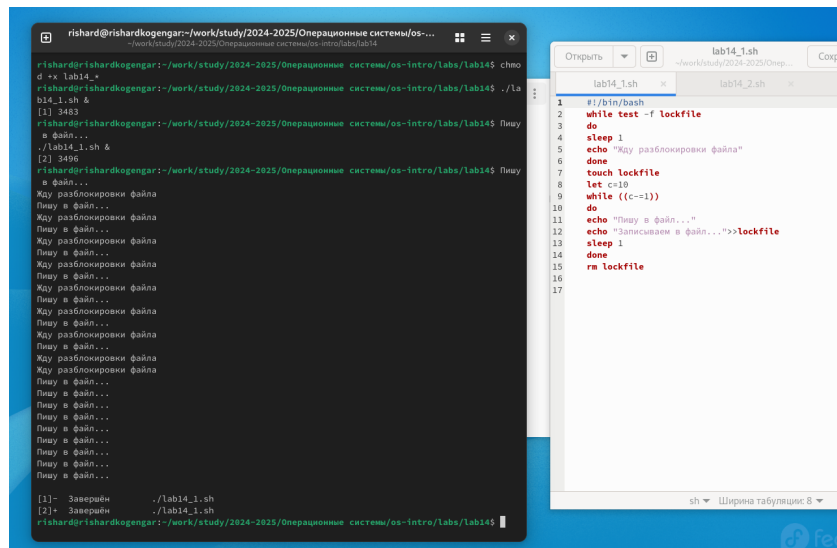 rishard@rishardkogengar:~/work/study/2024-2025/Операционные системы/os-...
~/work/study/2024-2025/Операционные системы/os-intro/labs/lab14
rishard@rishardkogengar:~/work/study/2024-2025/Операционные системы/os-intro/labs/lab14$ chmo
d +x lab14_*
rishard@rishardkogengar:~/work/study/2024-2025/Операционные системы/os-intro/labs/lab14$ ./la
b14_1.sh &
[1] 3483
rishard@rishardkogengar:~/work/study/2024-2025/Операционные системы/os-intro/labs/lab14$ Пишу
в файл...
./lab14_1.sh &
[2] 3496
rishard@rishardkogengar:~/work/study/2024-2025/Операционные системы/os-intro/labs/lab14$ Пишу
в файл...
Жду разблокировки файла
Пишу в файл...
Жду разблокировки файла
Пишу в файл...
Жду разблокировки файла
Пишу в файл...
Жду разблокировки файла
Пишу в файл...
Жду разблокировки файла
Пишу в файл...
Жду разблокировки файла
Пишу в файл...
Жду разблокировки файла
Пишу в файл...
Жду разблокировки файла
Жду разблокировки файла
Пишу в файл...
Пишу в файл...
Пишу в файл...
Пишу в файл...
Пишу в файл...
Пишу в файл...
Пишу в файл...
Пишу в файл...
Пишу в файл...
[1]- Завершён ./lab14_1.sh
[2]+ Завершён ./lab14_1.sh
rishard@rishardkogengar:~/work/study/2024-2025/Операционные системы/os-intro/labs/lab14$
Открыть
lab14_1.sh
~/work/study/2024-2025/Опер...
Сохр
lab14_1.sh ×
lab14_2.sh ×
1 #!/bin/bash
2 while test -f lockfile
3 do
4 sleep 1
5 echo "Жду разблокировки файла"
6 done
7 touch lockfile
8 let c=10
9 while ((c-=1))
10 do
11 echo "Пишу в файл..."
12 echo "Записываем в файл...">>lockfile
13 sleep 1
14 done
15 rm lockfile
16
17
sh
Ширина табуляции: 8
fe